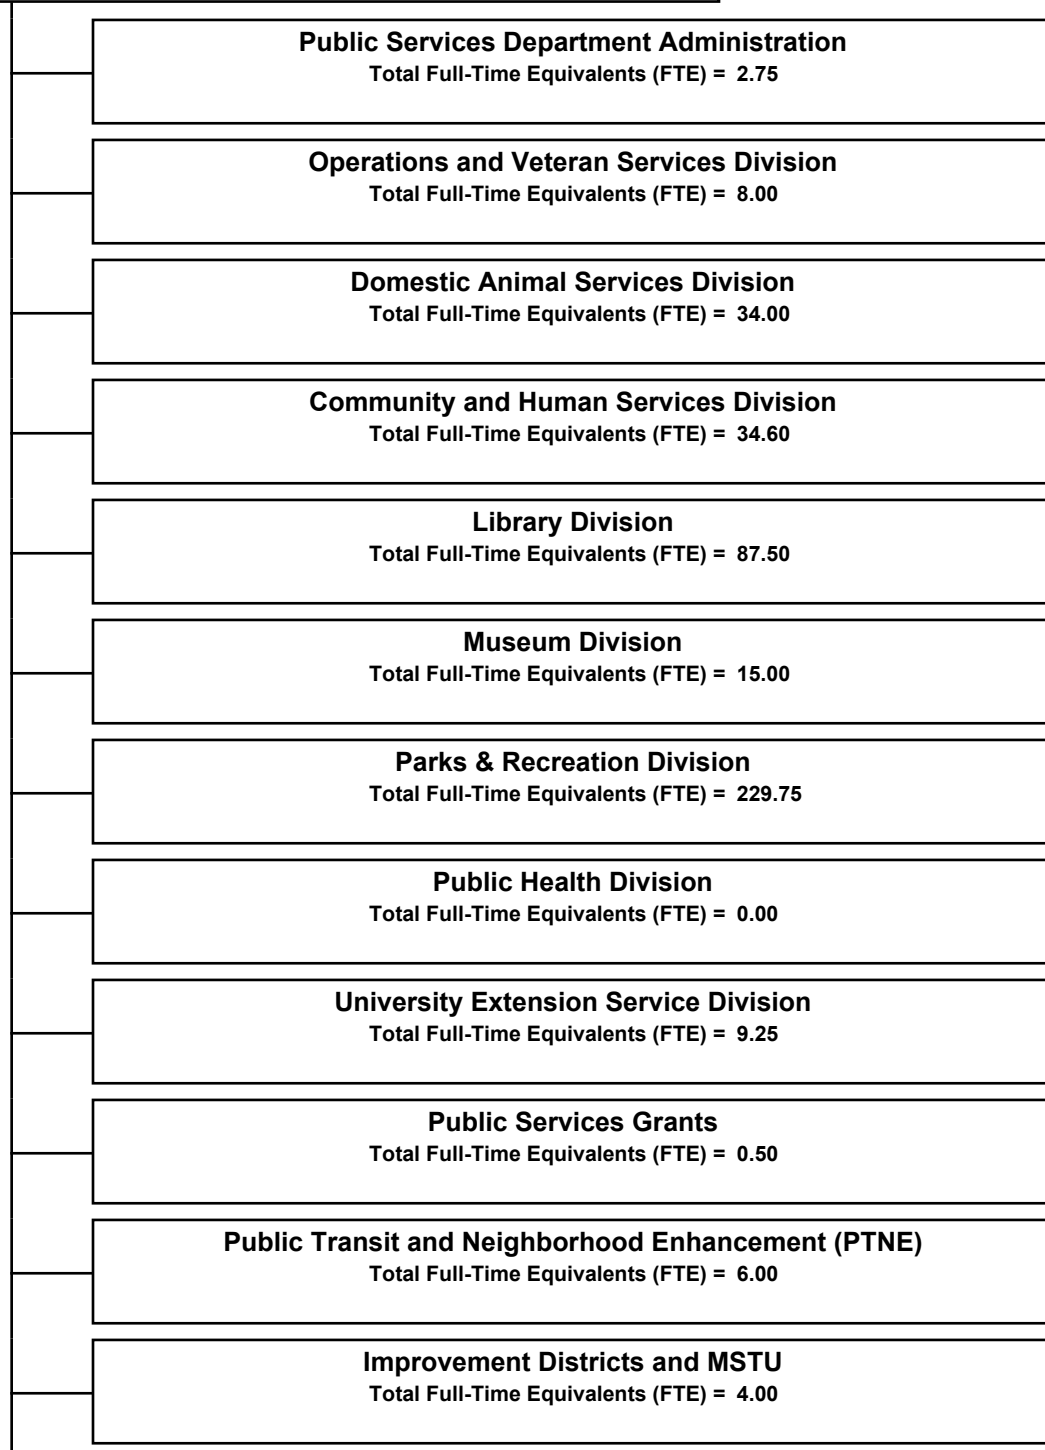 Public Services Department Administration
Total Full-Time Equivalents (FTE) = 2.75
Operations and Veteran Services Division
Total Full-Time Equivalents (FTE) = 8.00
Domestic Animal Services Division
Total Full-Time Equivalents (FTE) = 34.00
Community and Human Services Division
Total Full-Time Equivalents (FTE) = 34.60
Library Division
Total Full-Time Equivalents (FTE) = 87.50
Museum Division
Total Full-Time Equivalents (FTE) = 15.00
Parks & Recreation Division
Total Full-Time Equivalents (FTE) = 229.75
Public Health Division
Total Full-Time Equivalents (FTE) = 0.00
University Extension Service Division
Total Full-Time Equivalents (FTE) = 9.25
Public Services Grants
Total Full-Time Equivalents (FTE) = 0.50
Public Transit and Neighborhood Enhancement (PTNE)
Total Full-Time Equivalents (FTE) = 6.00
Improvement Districts and MSTU
Total Full-Time Equivalents (FTE) = 4.00